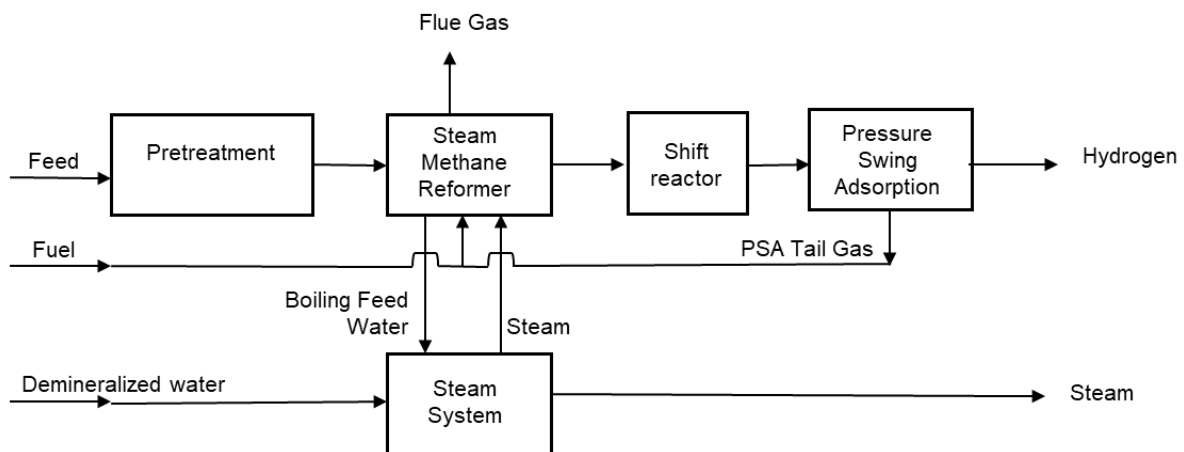 Flue Gas
Feed
Pretreatment
Steam
Methane
Reformer
Shift
reactor
Pressure
Swing
Adsorption
Hydrogen
Fuel
PSA Tail Gas
Boiling Feed
Water
Steam
Demineralized water
Steam
System
Steam